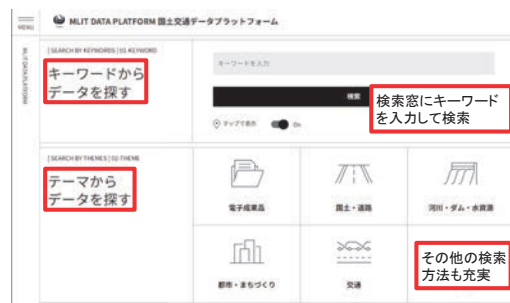 MENU
MLIT DATA PLATFORM 国土交通データプラットフォーム
MLIT DATA PLATFORM
[SEARCH BY KEYWORDS] 01 KEYWORD
キーワードから
データを探す
キーワードを入力
検索
検索窓にキーワード
を入力して検索
マップで表示 On
[SEARCH BY THEMES] 02 THEME
テーマから
データを探す
電子成果品
国土・道路
河川・ダム・水資源
都市・まちづくり
交通
その他の検索
方法も充実